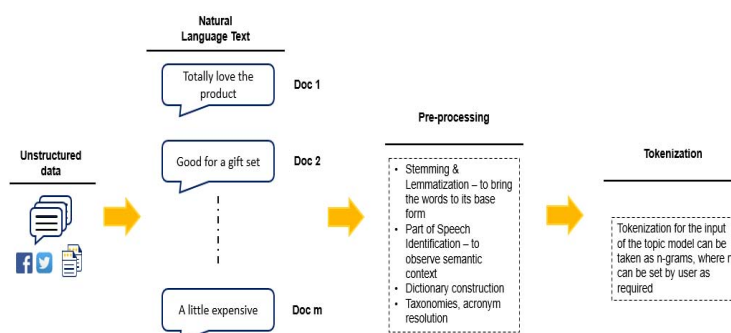 Natural
Language Text
Totally love the
product
Doc 1
Pre-processing
Good for a gift set
Doc 2
Unstructured
data
Tokenization
• Stemming &
Lemmatization – to bring
the words to its base
form
• Part of Speech
Identification – to
observe semantic
context
• Dictionary construction
• Taxonomies, acronym
resolution
Tokenization for the input
of the topic model can be
taken as n-grams, where n
can be set by user as
required
A little expensive
Doc m